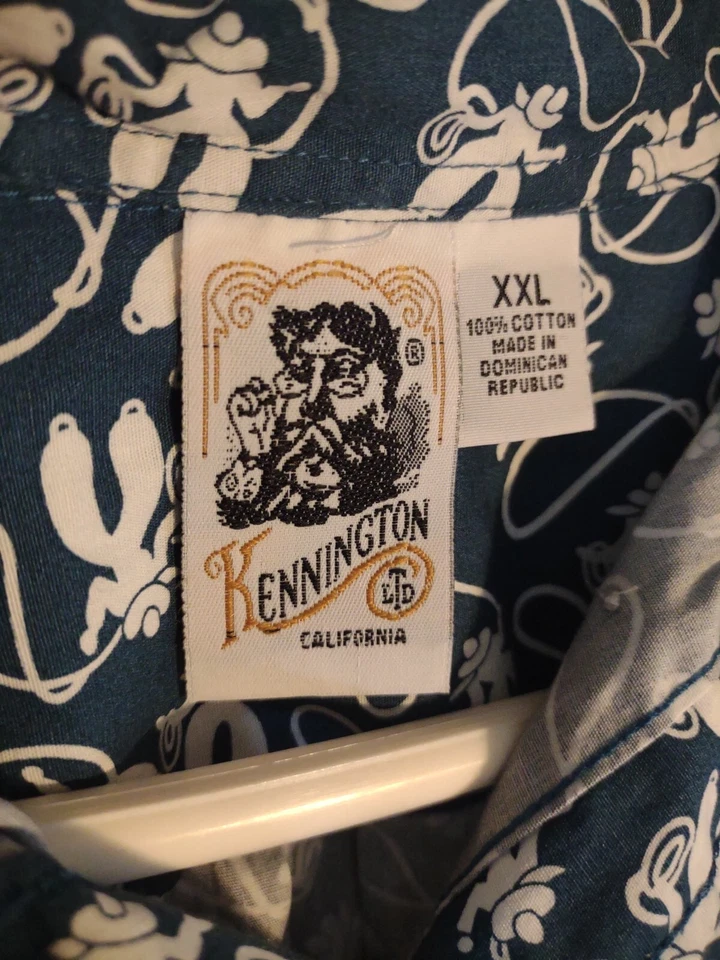 ®
KENNINGTON
LTD
CALIFORNIA
XXL
100% COTTON
MADE IN
DOMINICAN
REPUBLIC